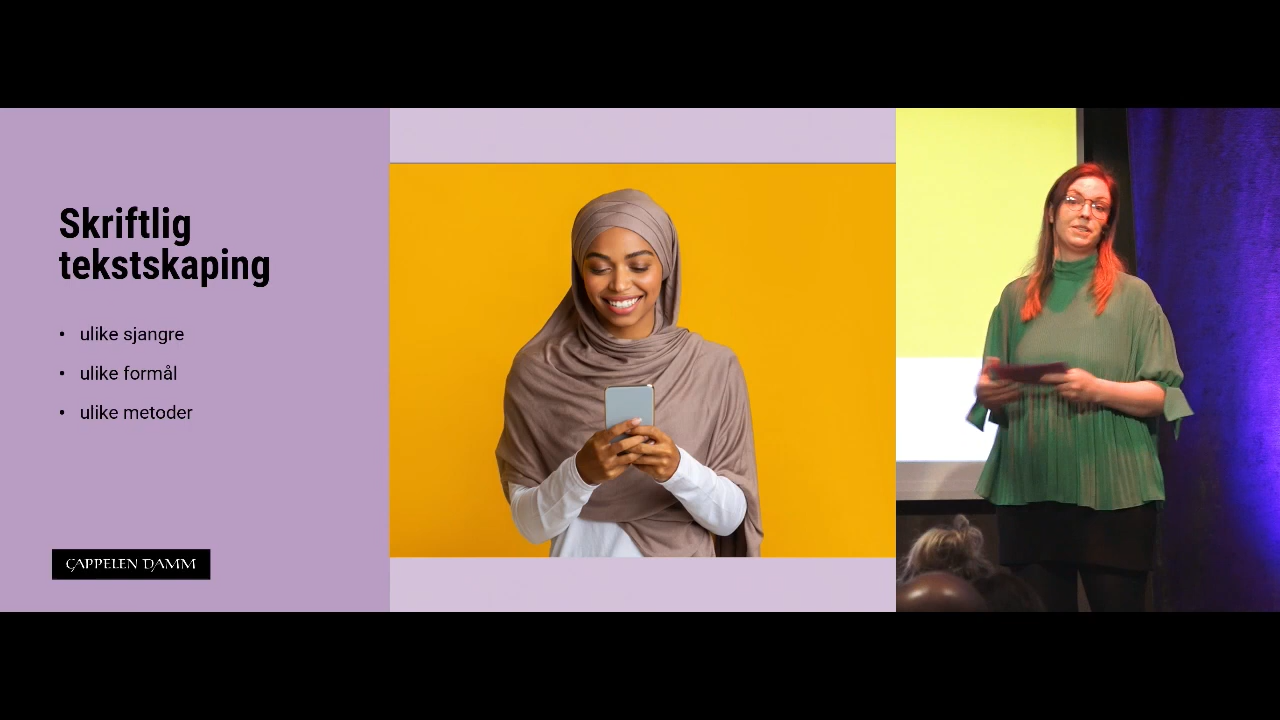 Skriftlig
tekstskaping
• ulike sjangre
• ulike formål
• ulike metoder
CAPPELEN DAMM